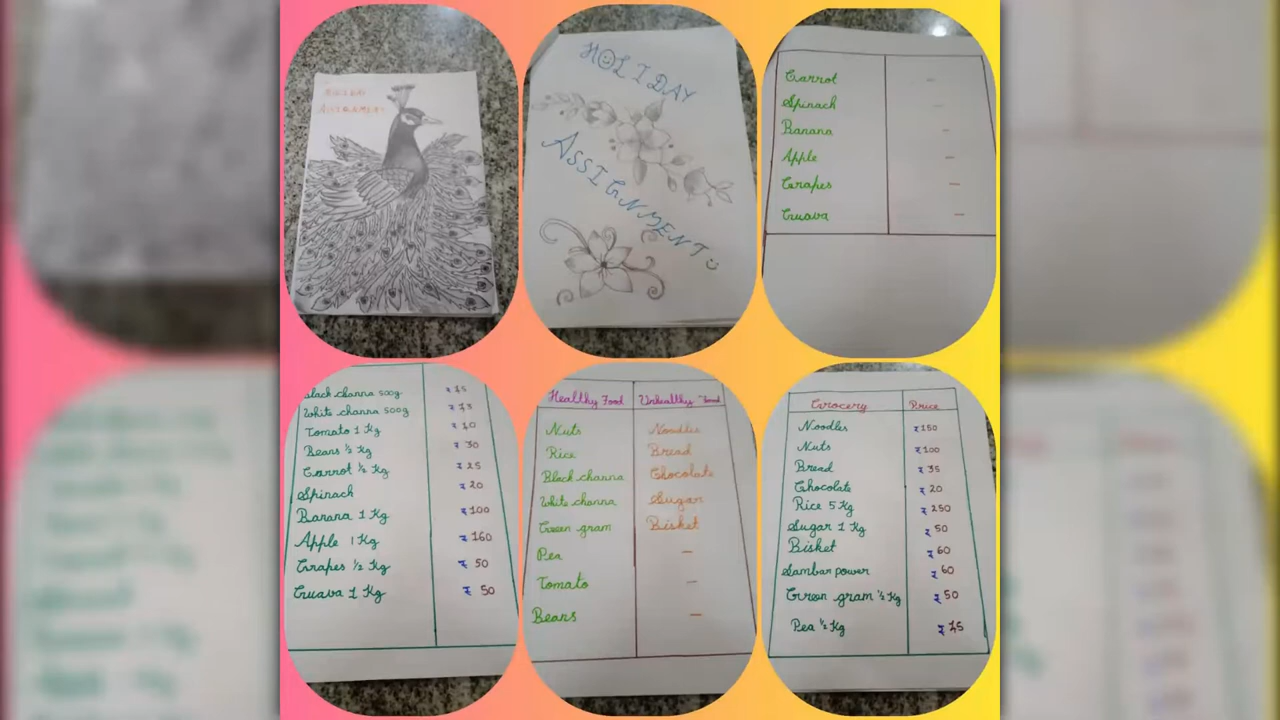 HOLIDAY
ASSIGNMENT
HOLIDAY
ASSIGNMENT
Carrot -
Spinach -
Banana -
Apple -
Grapes -
Guava -
Black channa 500g ₹ 75
White channa 500g ₹ 75
Tomato 1 Kg ₹ 10
Beans ½ Kg ₹ 30
Carrot ½ Kg ₹ 25
Spinach ₹ 20
Banana 1 Kg ₹ 100
Apple 1 Kg ₹ 160
Grapes ½ Kg ₹ 50
Guava 1 Kg ₹ 50
Healthy Food Unhealthy Food
Nuts Noodles
Rice Bread
Black channa Chocolate
White channa Sugar
Green gram Bisket
Pea -
Tomato -
Beans -
Grocery Price
Noodles ₹ 150
Nuts ₹ 100
Bread ₹ 35
Chocolate ₹ 20
Rice 5 Kg ₹ 250
Sugar 1 Kg ₹ 50
Bisket ₹ 60
Sambar power ₹ 60
Green gram ½ Kg ₹ 50
Pea ½ Kg ₹ 75